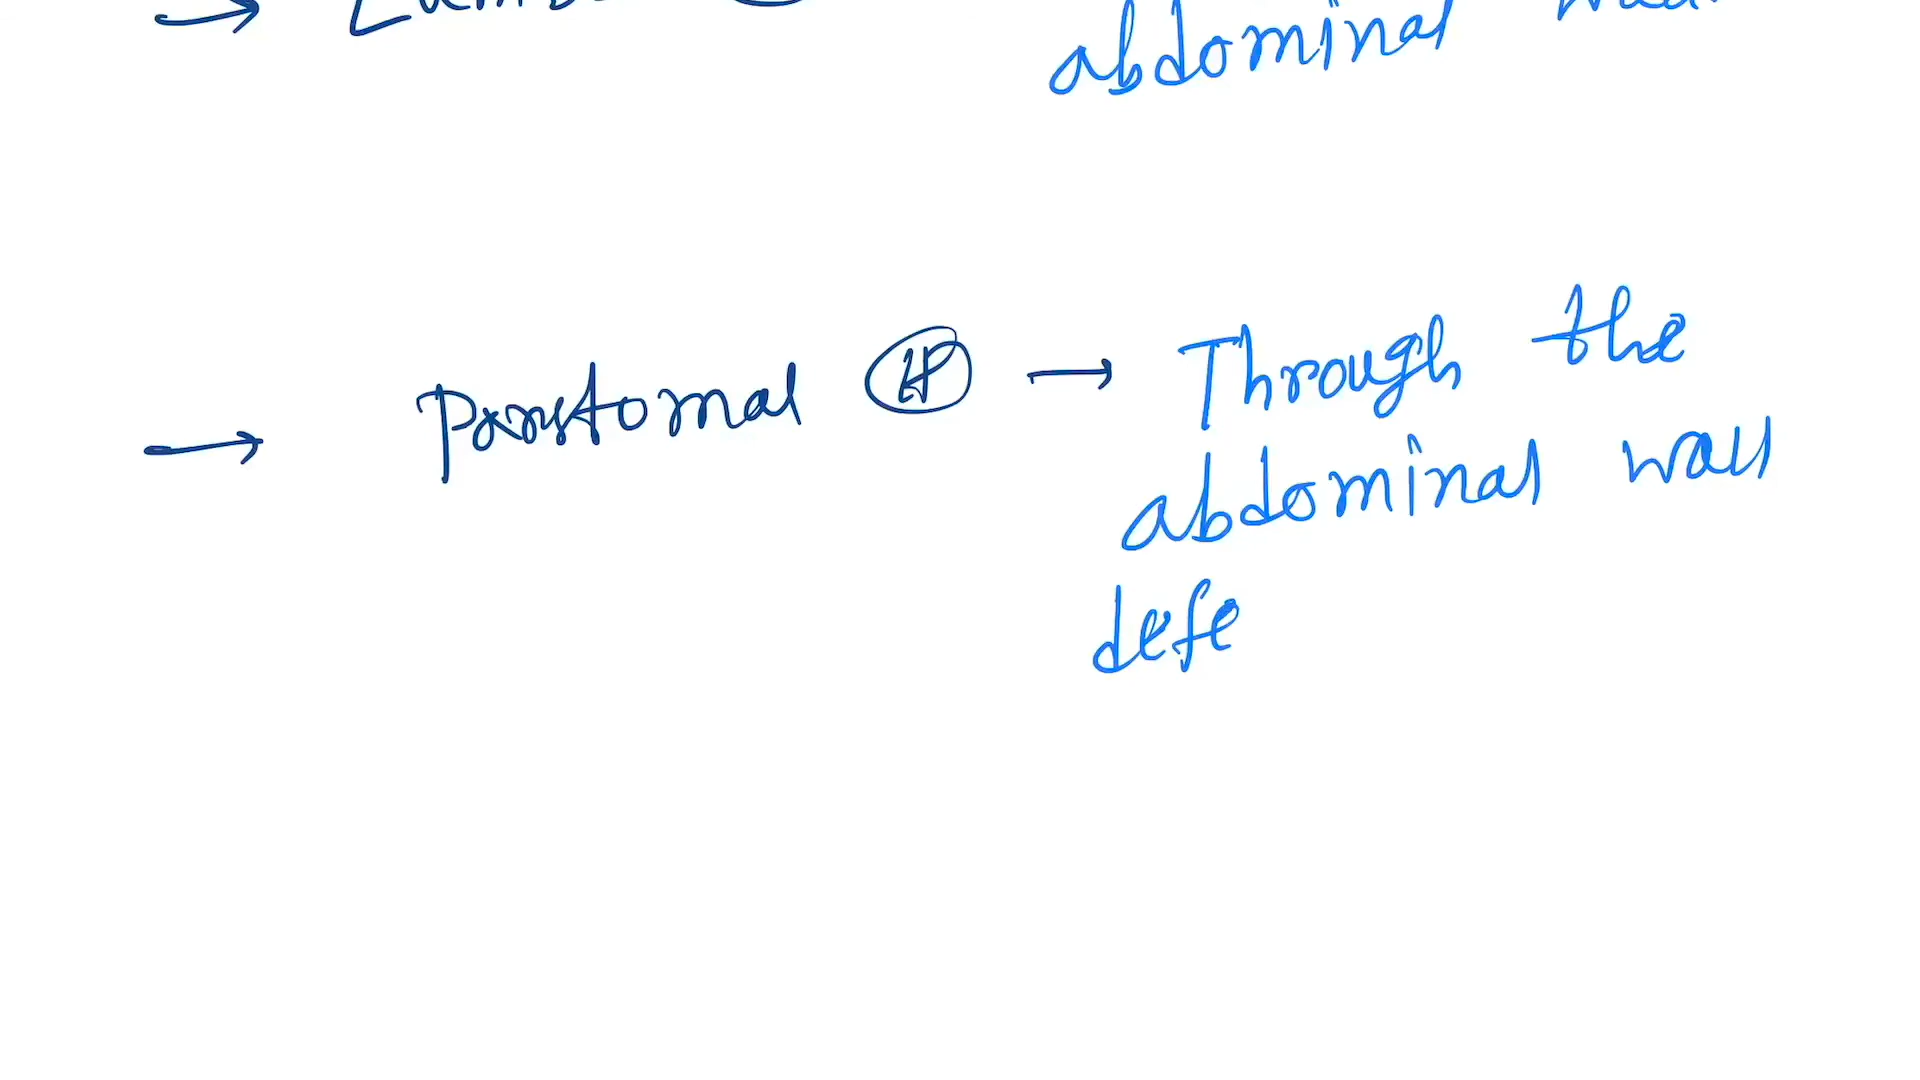 abdominal
→ Parastomal Ⓗ → Through the
abdominal wall
defe